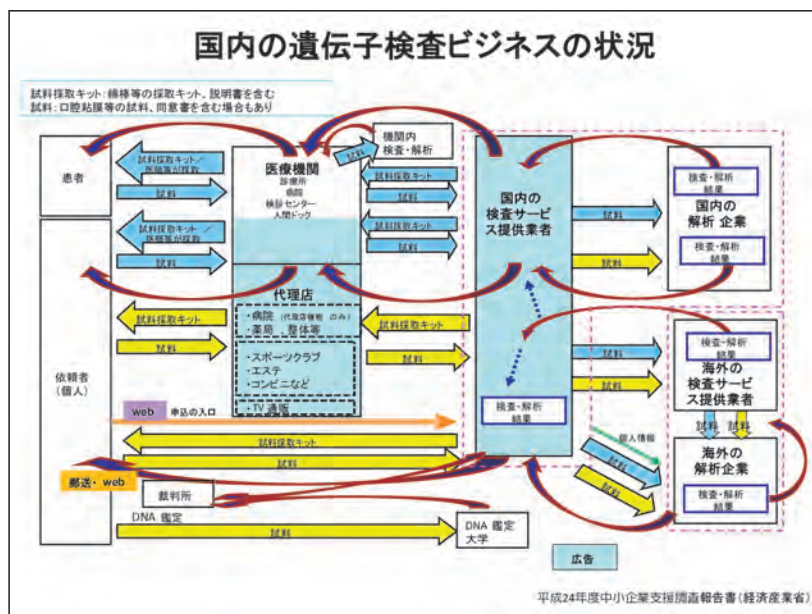 国内の遺伝子検査ビジネスの状況
試料採取キット:綿棒等の採取キット、説明書を含む
試料:口腔粘膜等の試料、同意書を含む場合もあり
患者
試料採取キット/
医師等が採取
試料
試料採取キット /
医師等が採取
試料
医療機関
診療所
病院
検診センター
人間ドック
試料
機関内
検査・解析
試料採取キット
試料
試料採取キット
試料
国内の
検査サービ
ス提供業者
試料
試料
検査・解析
結果
国内の
解析 企業
検査・解析
結果
依頼者
(個人)
試料採取キット
試料
代理店
・病院 (代理店機能 のみ)
・薬局 、整体等
・スポーツクラブ
・エステ
・コンビニなど
・TV 通販
試料採取キット
試料
試料
試料
検査・解析
結果
海外の
検査サービ
ス提供業者
試料
試料
検査・解析
結果
web 申込の入口
試料採取キット
試料
個人情報
試料
試料
海外の
解析企業
検査・解析
結果
郵送・ web
裁判所
DNA 鑑定
試料
DNA 鑑定
大学
広告
平成24年度中小企業支援調査報告書(経済産業省)